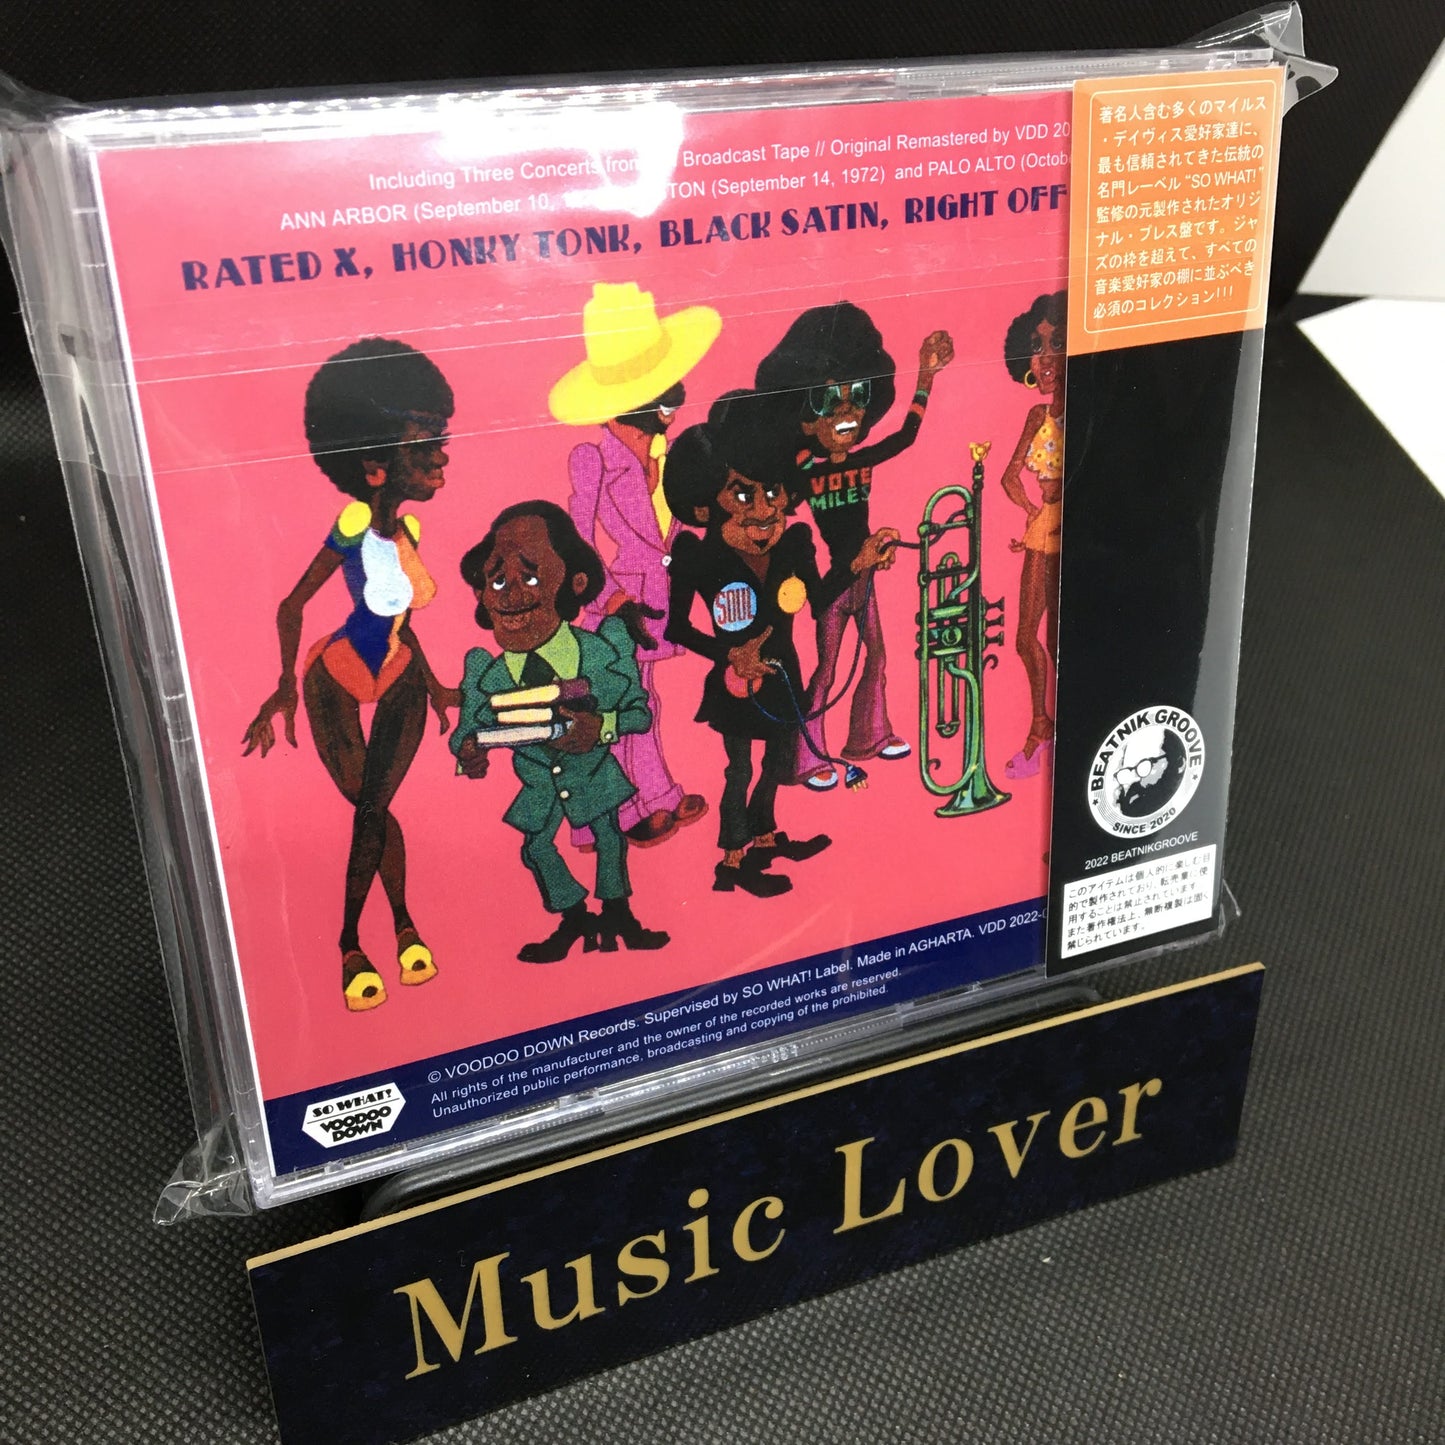 Including Three Concerts from Broadcast Tape // Original Remastered by VDD 20
ANN ARBOR (September 10, TON (September 14, 1972) and PALO ALTO (Octobe
RATED X, HONKY TONK, BLACK SATIN, RIGHT OFF
VOTE
MILES
SOUL
© VOODOO DOWN Records. Supervised by SO WHAT! Label. Made in AGHARTA. VDD 2022-
All rights of the manufacturer and the owner of the recorded works are reserved.
Unauthorized public performance, broadcasting and copying of the prohibited.
SO WHAT!
VOODOO
DOWN
著名人含む多くのマイルス
・デイヴィス愛好家達に、
最も信頼されてきた伝統の
名門レーベル“SO WHAT!”
監修の元製作されたオリジ
ナル・プレス盤です。ジャ
ズの枠を超えて、すべての
音楽愛好家の棚に並ぶべき
必須のコレクション!!!
BEATNIK GROOVE
SINCE 2020
2022 BEATNIKGROOVE
このアイテムは個人的に楽しむ目
的で製作されており、転売業に使
用することは禁止されています
また著作権法上、無断複製は固く
禁じられています。
Music Lover